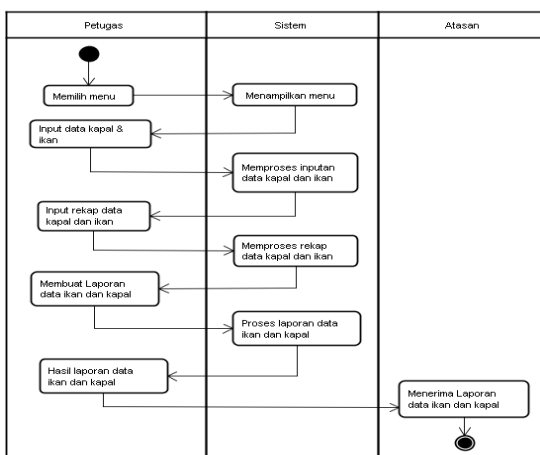 Petugas
Sistem
Atasan
Memilih menu
Menampilkan menu
Input data kapal &
ikan
Memproses inputan
data kapal dan ikan
Input rekap data
kapal dan ikan
Memproses rekap
data kapal dan ikan
Membuat Laporan
data ikan dan kapal
Proses laporan data
ikan dan kapal
Hasil laporan data
ikan dan kapal
Menerima Laporan
data ikan dan kapal